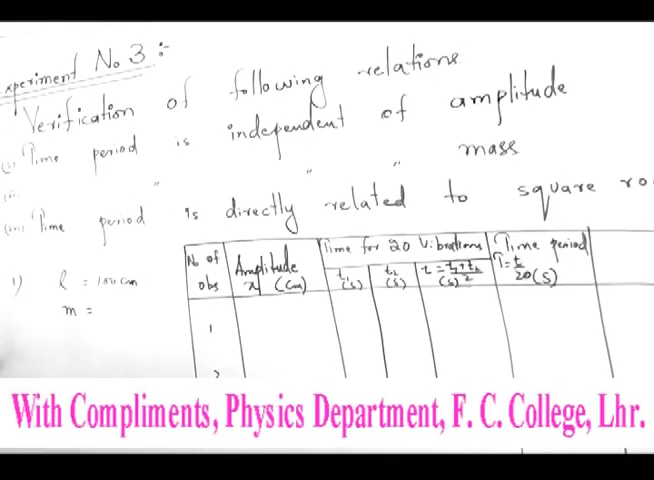 xperiment No 3 :-
Verification of following relations
(i) Time period is independent of amplitude
(ii) " " " mass
(iii) Time period is directly related to square ro
1) l = 100 cm
m =
No of obs
Amplitude x (cm)
Time for 20 Vibrations
t1 (s)
t2 (s)
t = t1 + t2 / 2 (s)
Time period T = t/20 (s)
1
2
With Compliments, Physics Department, F. C. College, Lhr.